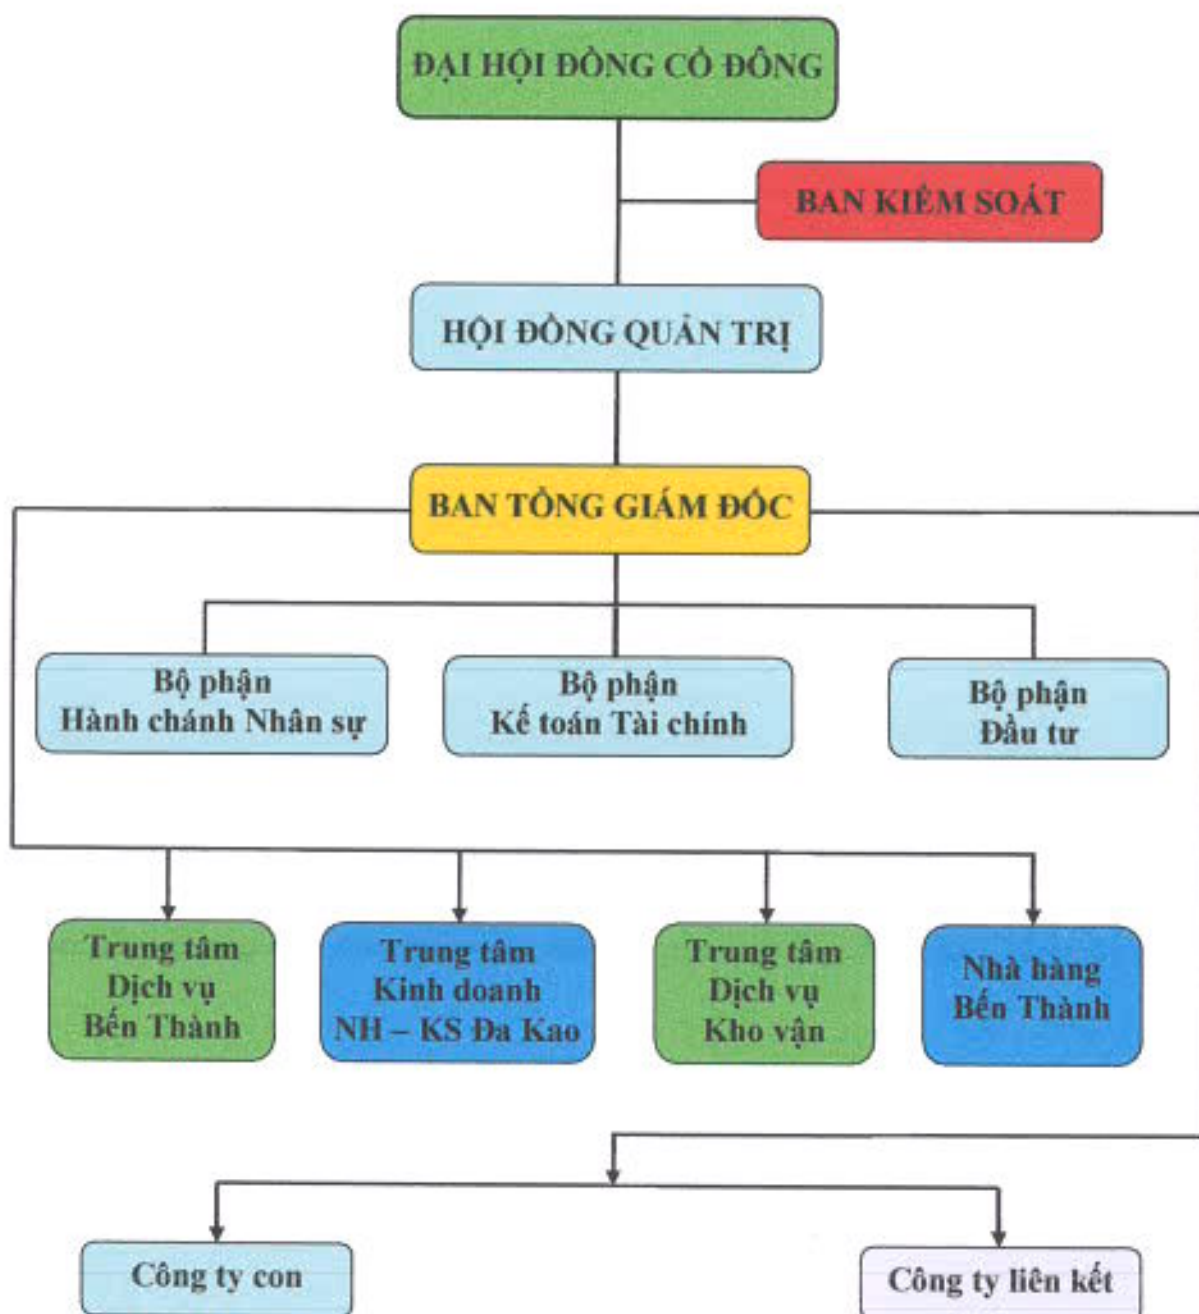 ĐẠI HỘI ĐỒNG CỔ ĐÔNG
BAN KIỂM SOÁT
HỘI ĐỒNG QUẢN TRỊ
BAN TỔNG GIÁM ĐỐC
Bộ phận
Hành chánh Nhân sự
Bộ phận
Kế toán Tài chính
Bộ phận
Đầu tư
Trung tâm
Dịch vụ
Bến Thành
Trung tâm
Kinh doanh
NH – KS Đa Kao
Trung tâm
Dịch vụ
Kho vận
Nhà hàng
Bến Thành
Công ty con
Công ty liên kết